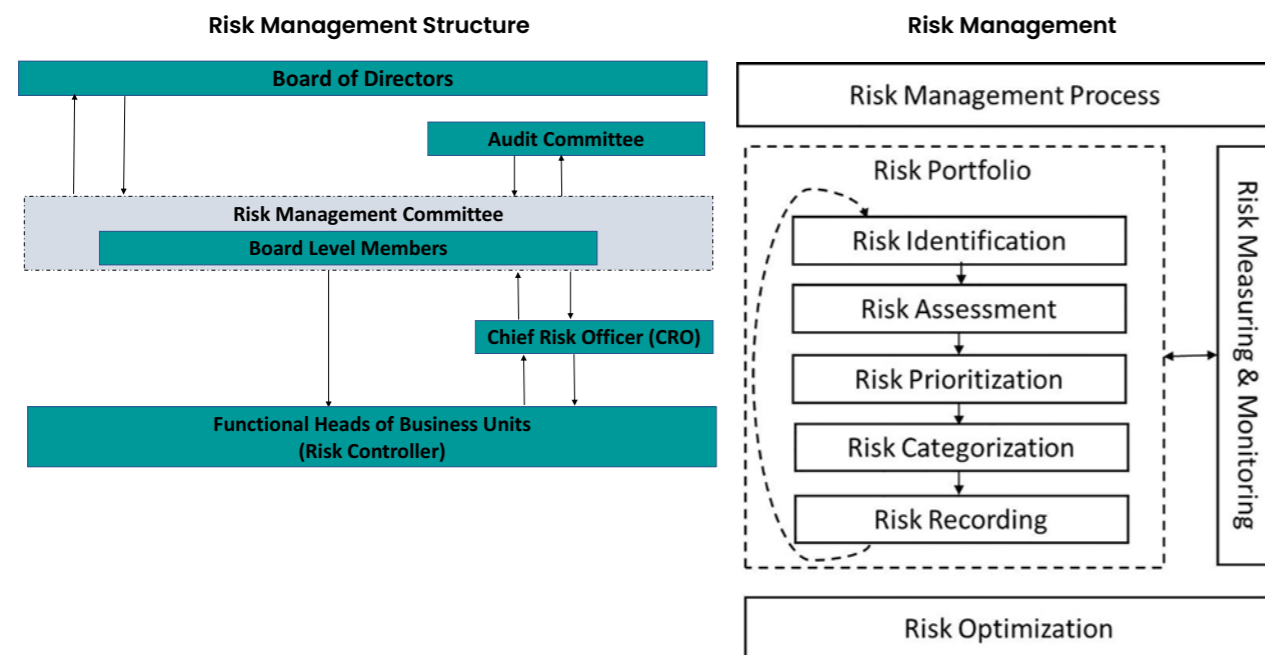 Risk Management Structure
Board of Directors
Audit Committee
Risk Management Committee
Board Level Members
Chief Risk Officer (CRO)
Functional Heads of Business Units
(Risk Controller)
Risk Management
Risk Management Process
Risk Portfolio
Risk Identification
Risk Assessment
Risk Prioritization
Risk Categorization
Risk Recording
Risk Measuring & Monitoring
Risk Optimization